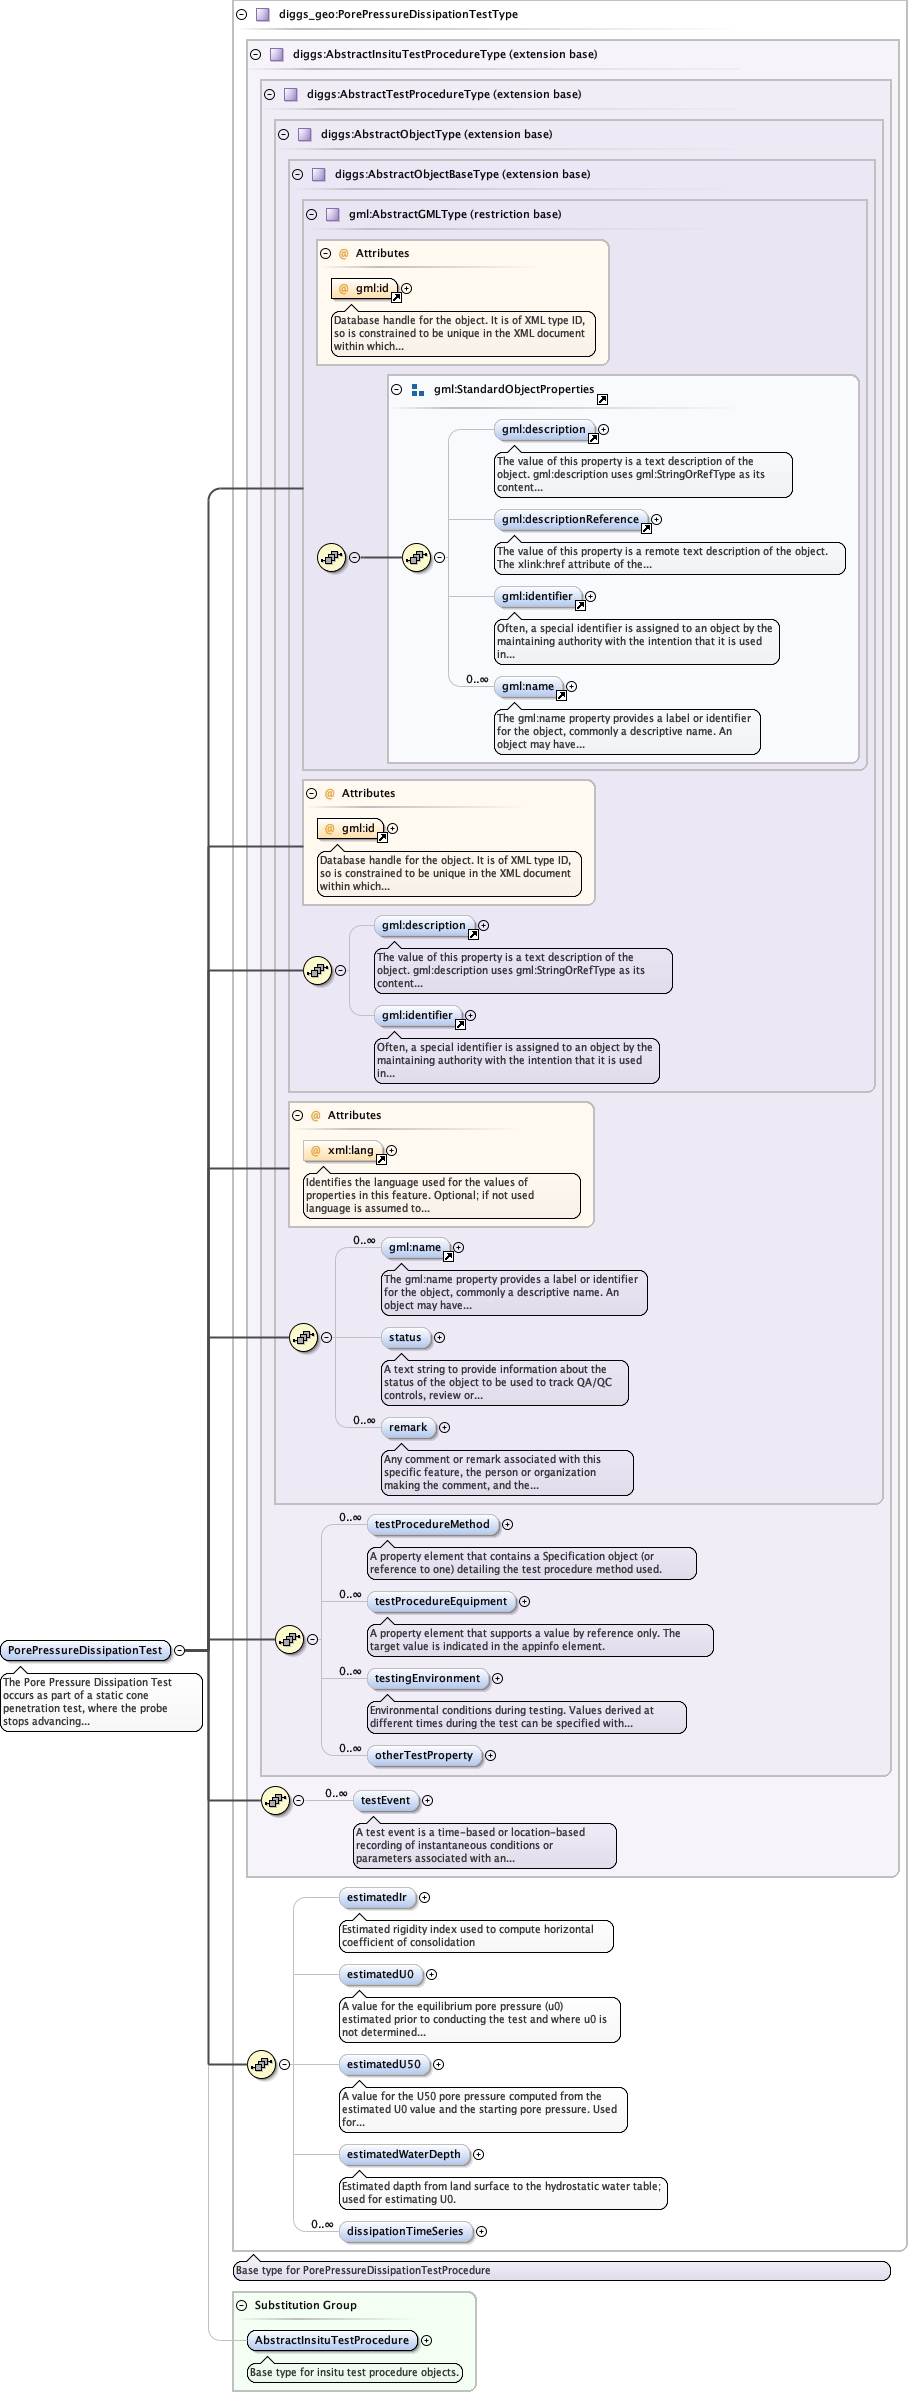 diggs_geo:PorePressureDissipationTestType
diggs:AbstractInsituTestProcedureType (extension base)
diggs:AbstractTestProcedureType (extension base)
diggs:AbstractObjectType (extension base)
diggs:AbstractObjectBaseType (extension base)
gml:AbstractGMLType (restriction base)
@ Attributes
@ gml:id
Database handle for the object. It is of XML type ID,
so is constrained to be unique in the XML document
within which...
gml:StandardObjectProperties
gml:description
The value of this property is a text description of the
object. gml:description uses gml:StringOrRefType as its
content...
gml:descriptionReference
The value of this property is a remote text description of the object.
The xlink:href attribute of the...
gml:identifier
Often, a special identifier is assigned to an object by the
maintaining authority with the intention that it is used
in...
0..∞
gml:name
The gml:name property provides a label or identifier
for the object, commonly a descriptive name. An
object may have...
@ Attributes
@ gml:id
Database handle for the object. It is of XML type ID,
so is constrained to be unique in the XML document
within which...
gml:description
The value of this property is a text description of the
object. gml:description uses gml:StringOrRefType as its
content...
gml:identifier
Often, a special identifier is assigned to an object by the
maintaining authority with the intention that it is used
in...
@ Attributes
@ xml:lang
Identifies the language used for the values of
properties in this feature. Optional; if not used
language is assumed to...
0..∞
gml:name
The gml:name property provides a label or identifier
for the object, commonly a descriptive name. An
object may have...
status
A text string to provide information about the
status of the object to be used to track QA/QC
controls, review or...
0..∞
remark
Any comment or remark associated with this
specific feature, the person or organization
making the comment, and the...
0..∞
testProcedureMethod
A property element that contains a Specification object (or
reference to one) detailing the test procedure method used.
0..∞
testProcedureEquipment
A property element that supports a value by reference only. The
target value is indicated in the appinfo element.
PorePressureDissipationTest
The Pore Pressure Dissipation Test
occurs as part of a static cone
penetration test, where the probe
stops advancing...
0..∞
testingEnvironment
Environmental conditions during testing. Values derived at
different times during the test can be specified with...
0..∞
otherTestProperty
0..∞
testEvent
A test event is a time-based or location-based
recording of instantaneous conditions or
parameters associated with an...
estimatedIr
Estimated rigidity index used to compute horizontal
coefficient of consolidation
estimatedU0
A value for the equilibrium pore pressure (u0)
estimated prior to conducting the test and where u0 is
not determined...
estimatedU50
A value for the U50 pore pressure computed from the
estimated U0 value and the starting pore pressure. Used
for...
estimatedWaterDepth
Estimated dapth from land surface to the hydrostatic water table;
used for estimating U0.
0..∞
dissipationTimeSeries
Base type for PorePressureDissipationTestProcedure
Substitution Group
AbstractInsituTestProcedure
Base type for insitu test procedure objects.